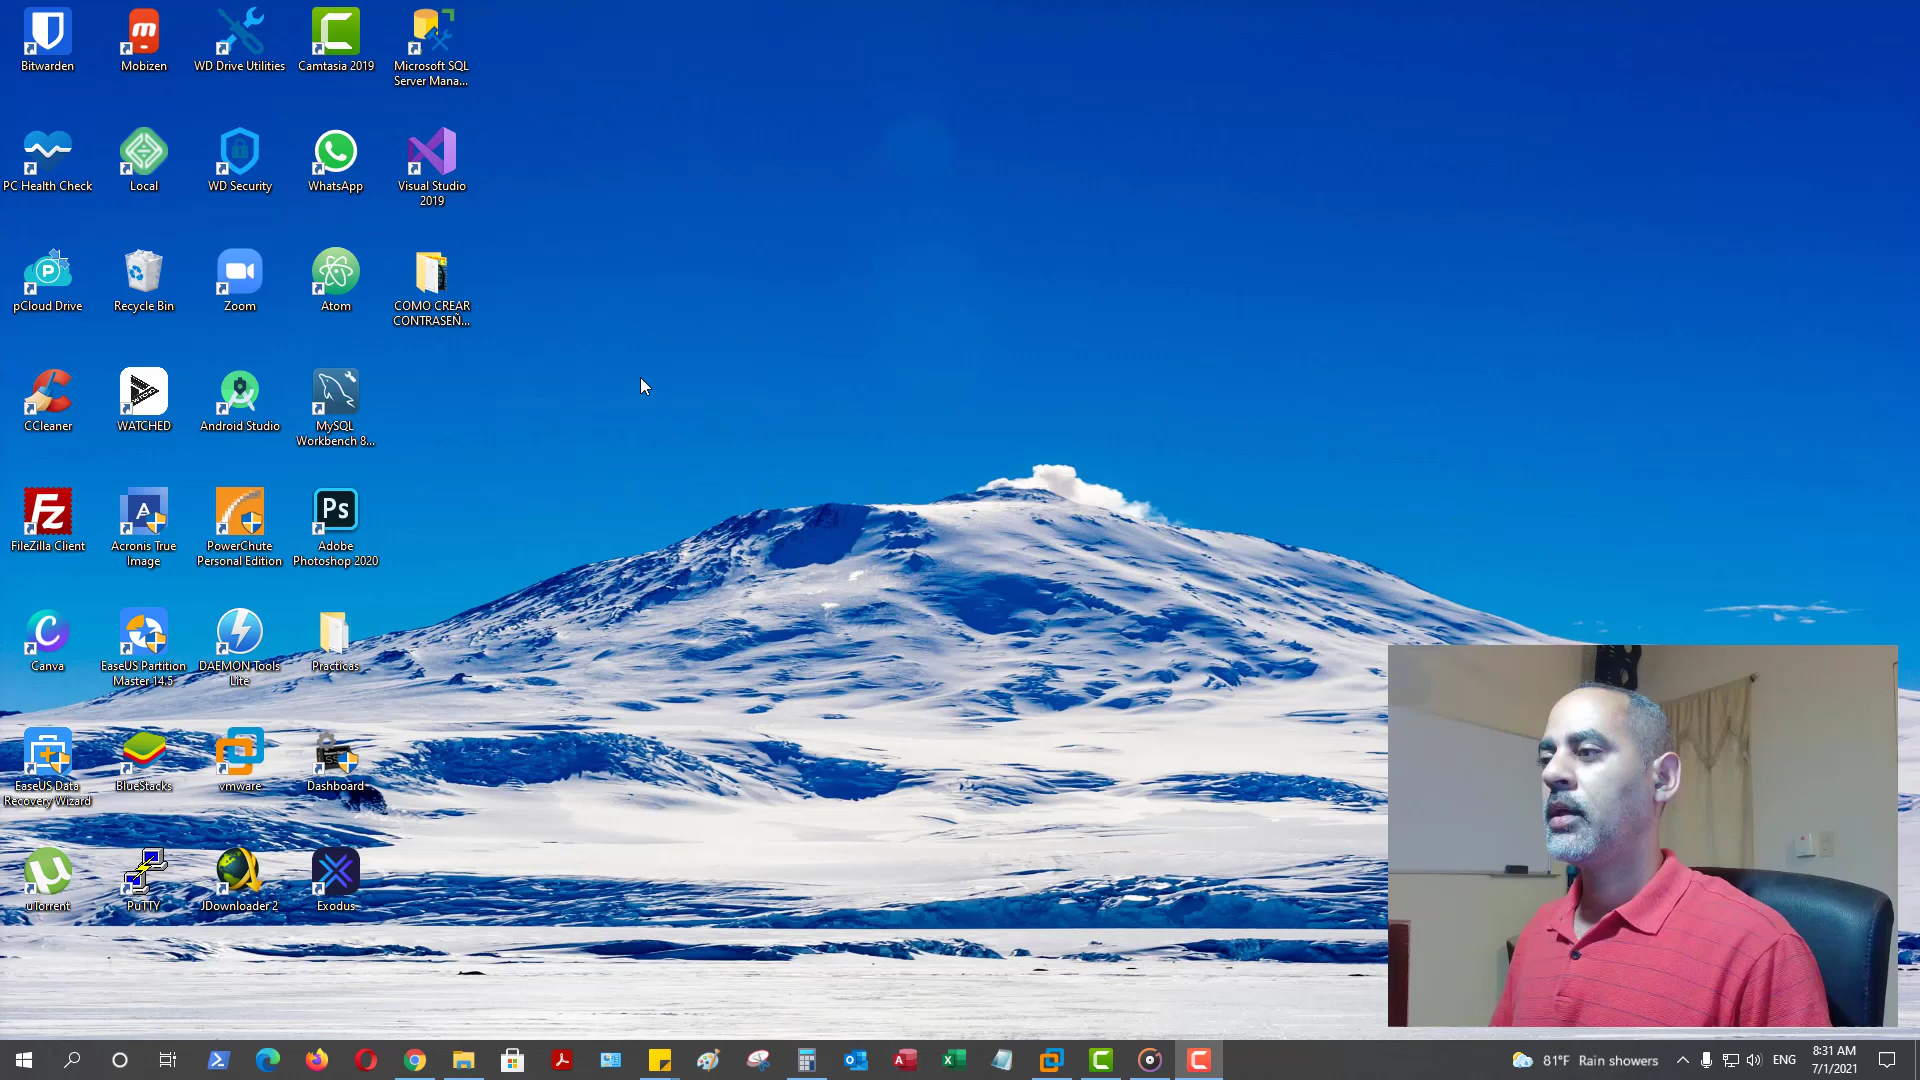 Bitwarden
Mobizen
WD Drive Utilities
Camtasia 2019
Microsoft SQL
Server Mana...
PC Health Check
Local
WD Security
WhatsApp
Visual Studio
2019
pCloud Drive
Recycle Bin
Zoom
Atom
COMO CREAR
CONTRASEÑ...
CCleaner
WATCHED
Android Studio
MySQL
Workbench 8...
FileZilla Client
Acronis True
Image
PowerChute
Personal Edition
Ps
Adobe
Photoshop 2020
Canva
EaseUS Partition
Master 14.5
DAEMON Tools
Lite
Practicas
EaseUS Data
Recovery Wizard
BlueStacks
vmware
Dashboard
uTorrent
PuTTY
JDownloader 2
Exodus
81°F Rain showers
ENG
8:31 AM
7/1/2021